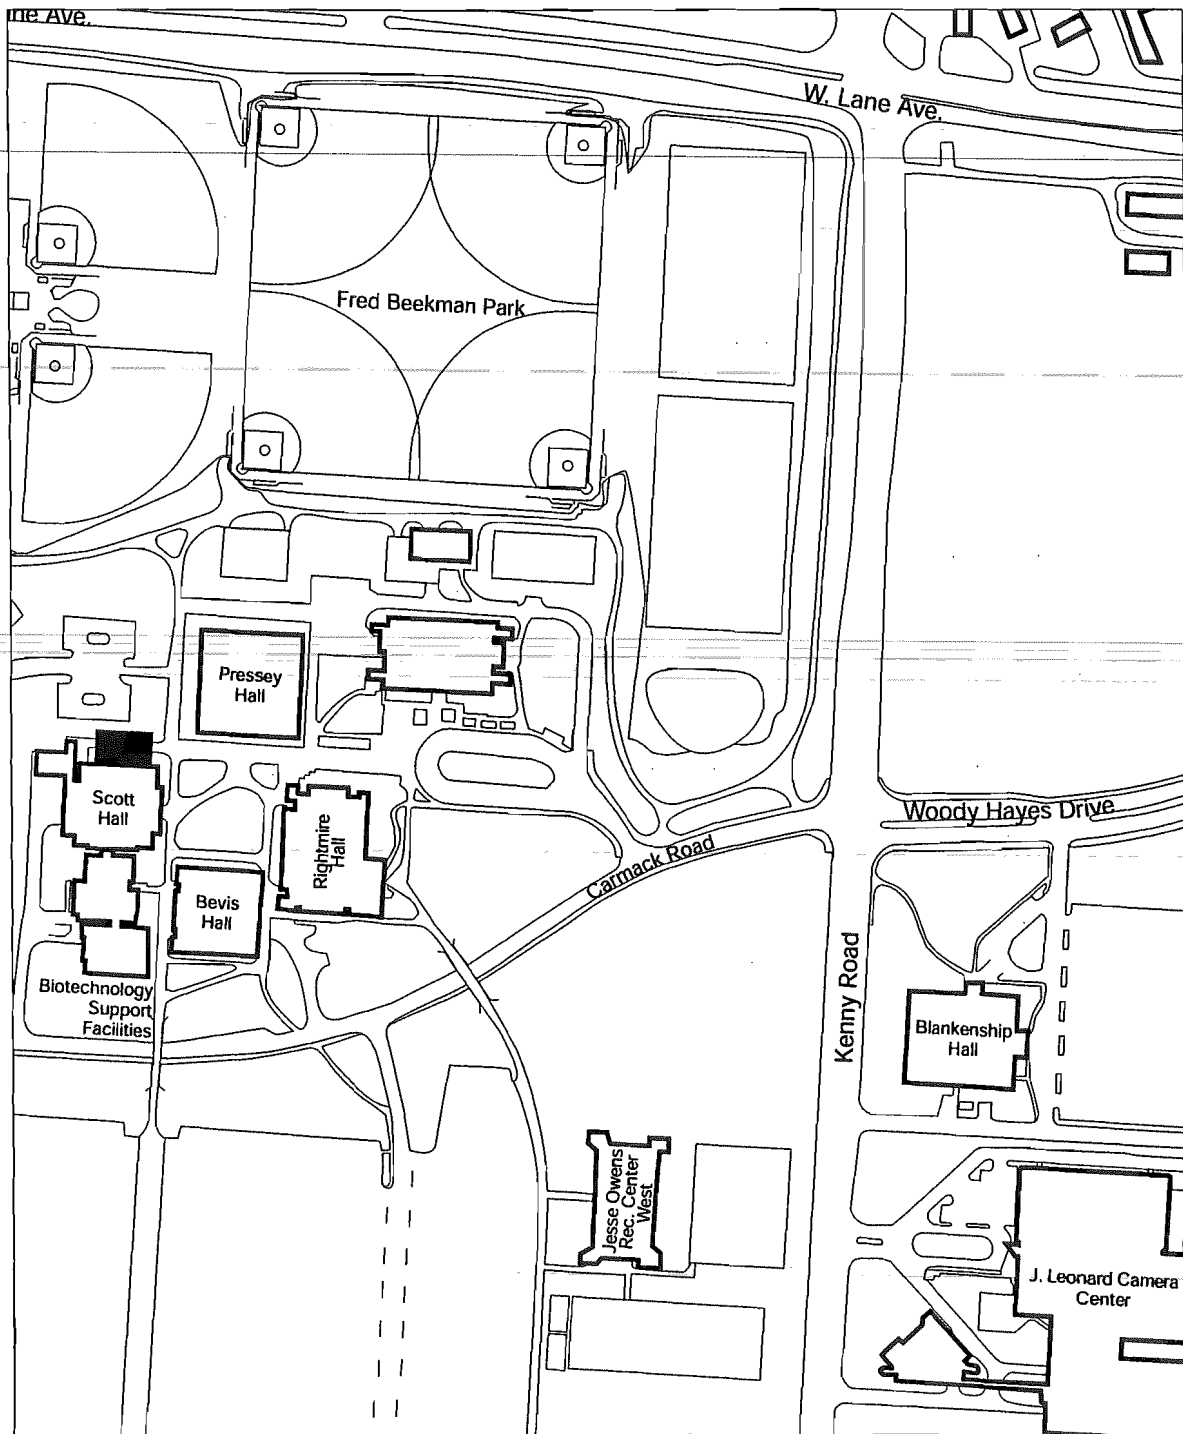 ne Ave.
W. Lane Ave.
Fred Beekman Park
Pressey
Hall
Scott
Hall
Rightmire
Hall
Woody Hayes Drive
Carmack Road
Bevis
Hall
Kenny Road
Biotechnology
Support
Facilities
Blankenship
Hall
Jesse Owens
Rec. Center
West
J. Leonard Camera
Center